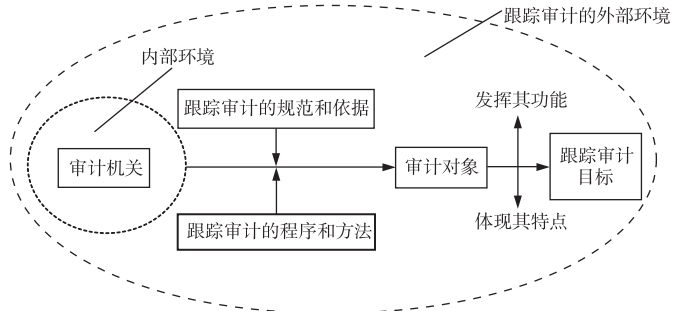 跟踪审计的外部环境
内部环境
跟踪审计的规范和依据
发挥其功能
审计机关
审计对象
跟踪审计
目标
跟踪审计的程序和方法
体现其特点